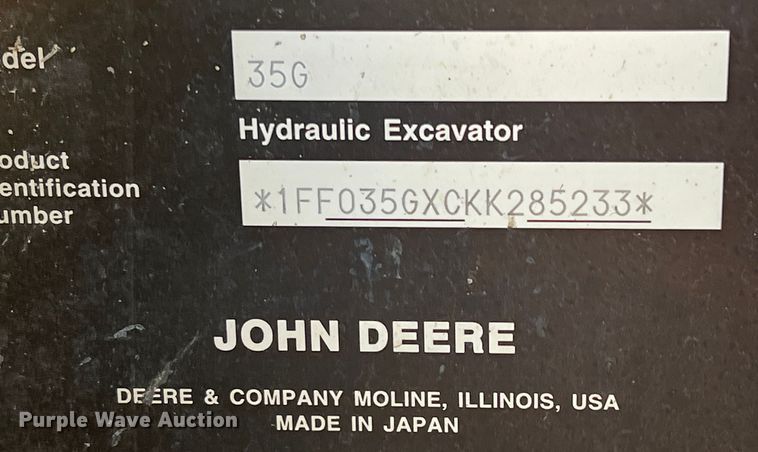 del
35G
Hydraulic Excavator
oduct
entification
umber
*1FF035GXCKK285233*
JOHN DEERE
DEERE & COMPANY MOLINE, ILLINOIS, USA
MADE IN JAPAN
Purple Wave Auction